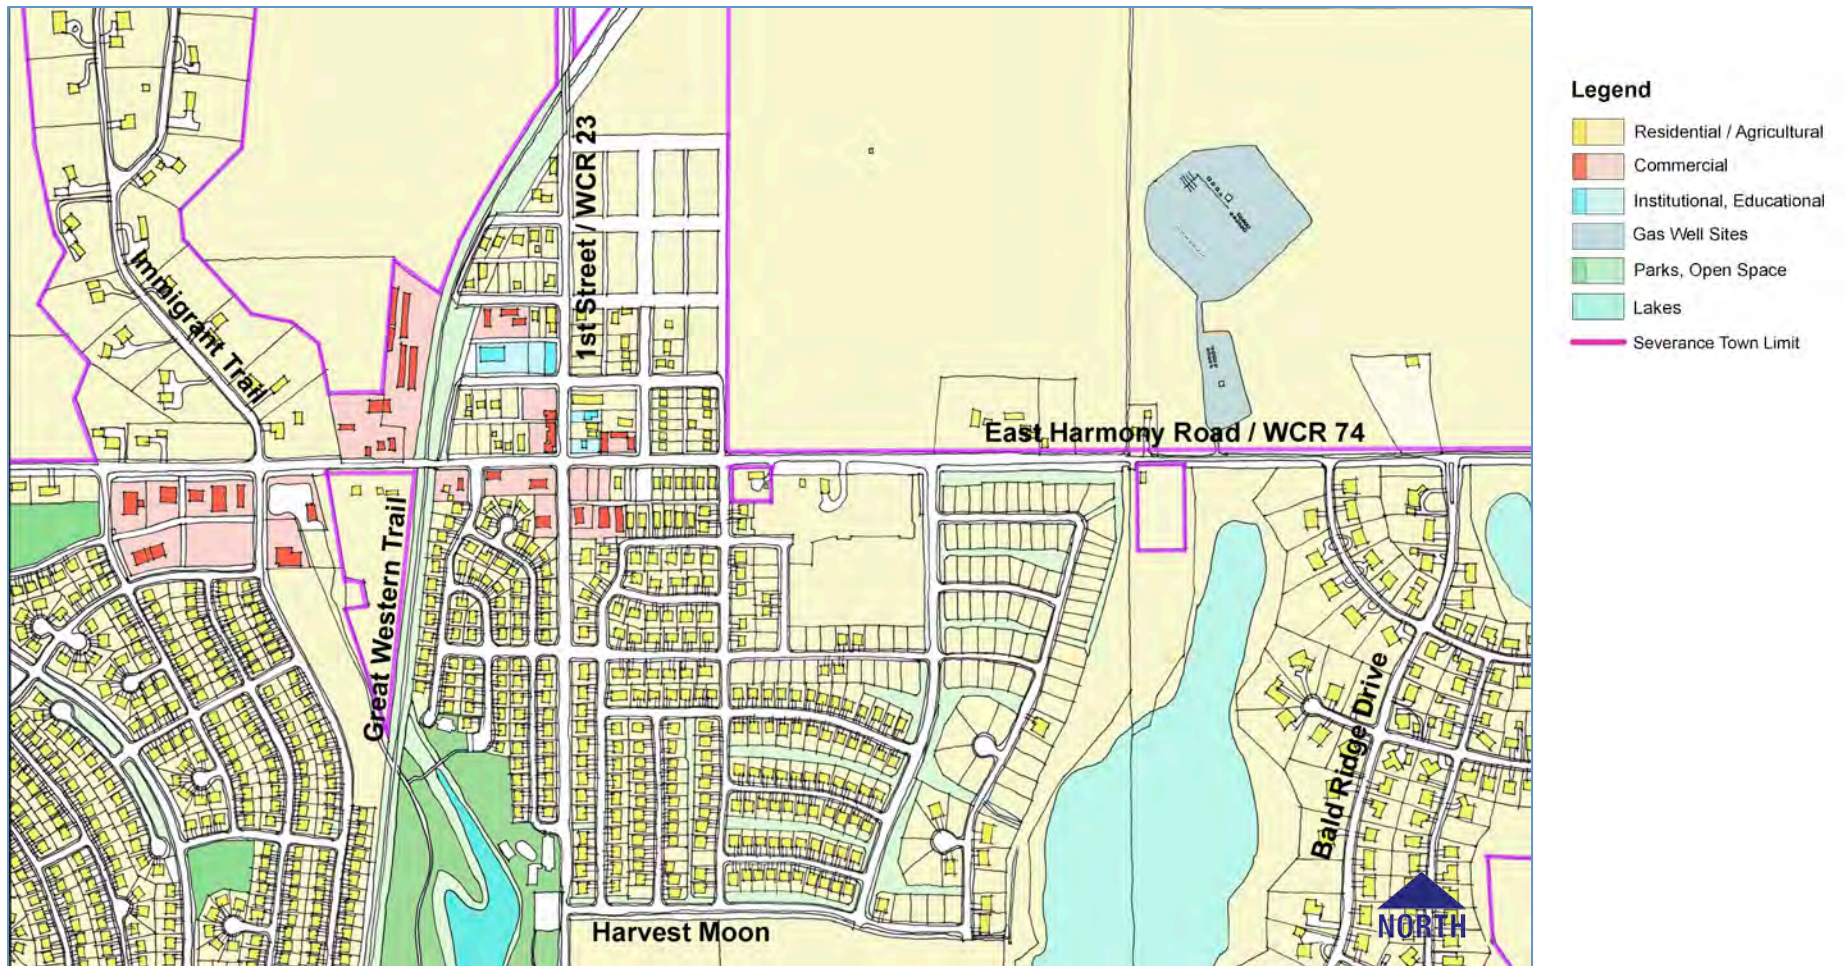 Legend
Residential / Agricultural
Commercial
Institutional, Educational
Gas Well Sites
Parks, Open Space
Lakes
Severance Town Limit
1st Street / WCR 23
Immigrant Trail
East Harmony Road / WCR 74
Great Western Trail
Bald Ridge Drive
Harvest Moon
NORTH